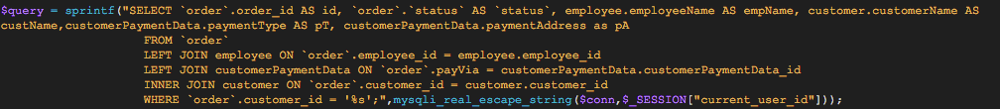 $query = sprintf("SELECT `order`.order_id AS id, `order`.`status` AS `status`, employee.employeeName AS empName, customer.customerName AS
custName,customerPaymentData.paymentType AS pT, customerPaymentData.paymentAddress as pA
FROM `order`
LEFT JOIN employee ON `order`.employee_id = employee.employee_id
LEFT JOIN customerPaymentData ON `order`.payVia = customerPaymentData.customerPaymentData_id
INNER JOIN customer ON `order`.customer_id = customer.customer_id
WHERE `order`.customer_id = '%s';",mysqli_real_escape_string($conn,$_SESSION["current_user_id"]));